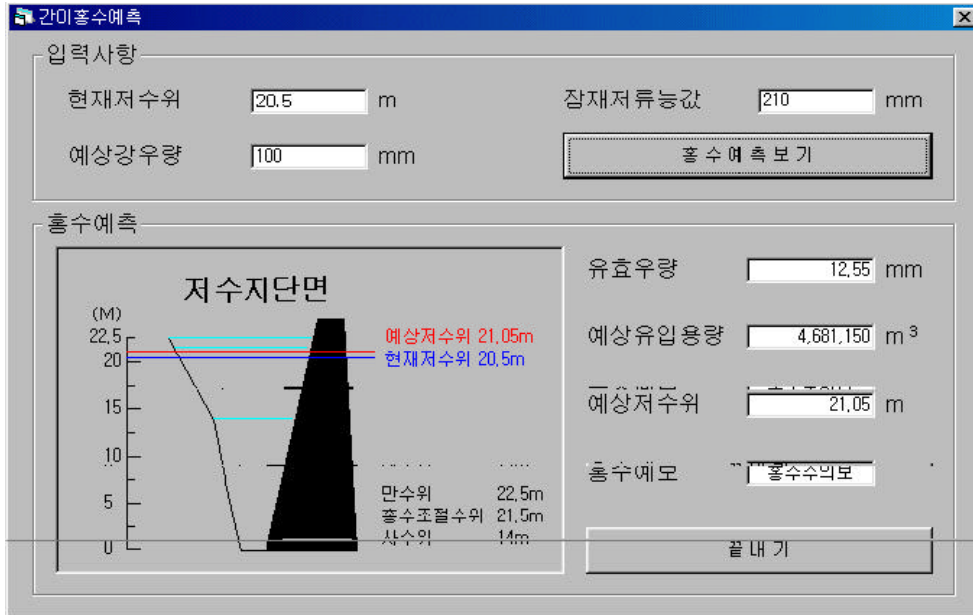 간이홍수예측
입력사항
현재저수위 20.5 m
잠재저류능값 210 mm
예상강우량 100 mm
홍수예측보기
홍수예측
저수지단면
(M)
22,5
20
15
10
5
0
예상저수위 21,05m
현재저수위 20,5m
만수위 22,5m
홍수조절수위 21,5m
사수위 14m
유효우량 12,55 mm
예상유입용량 4,681,150 m³
예상저수위 21,05 m
홍수예보 홍수주의보
끝내기